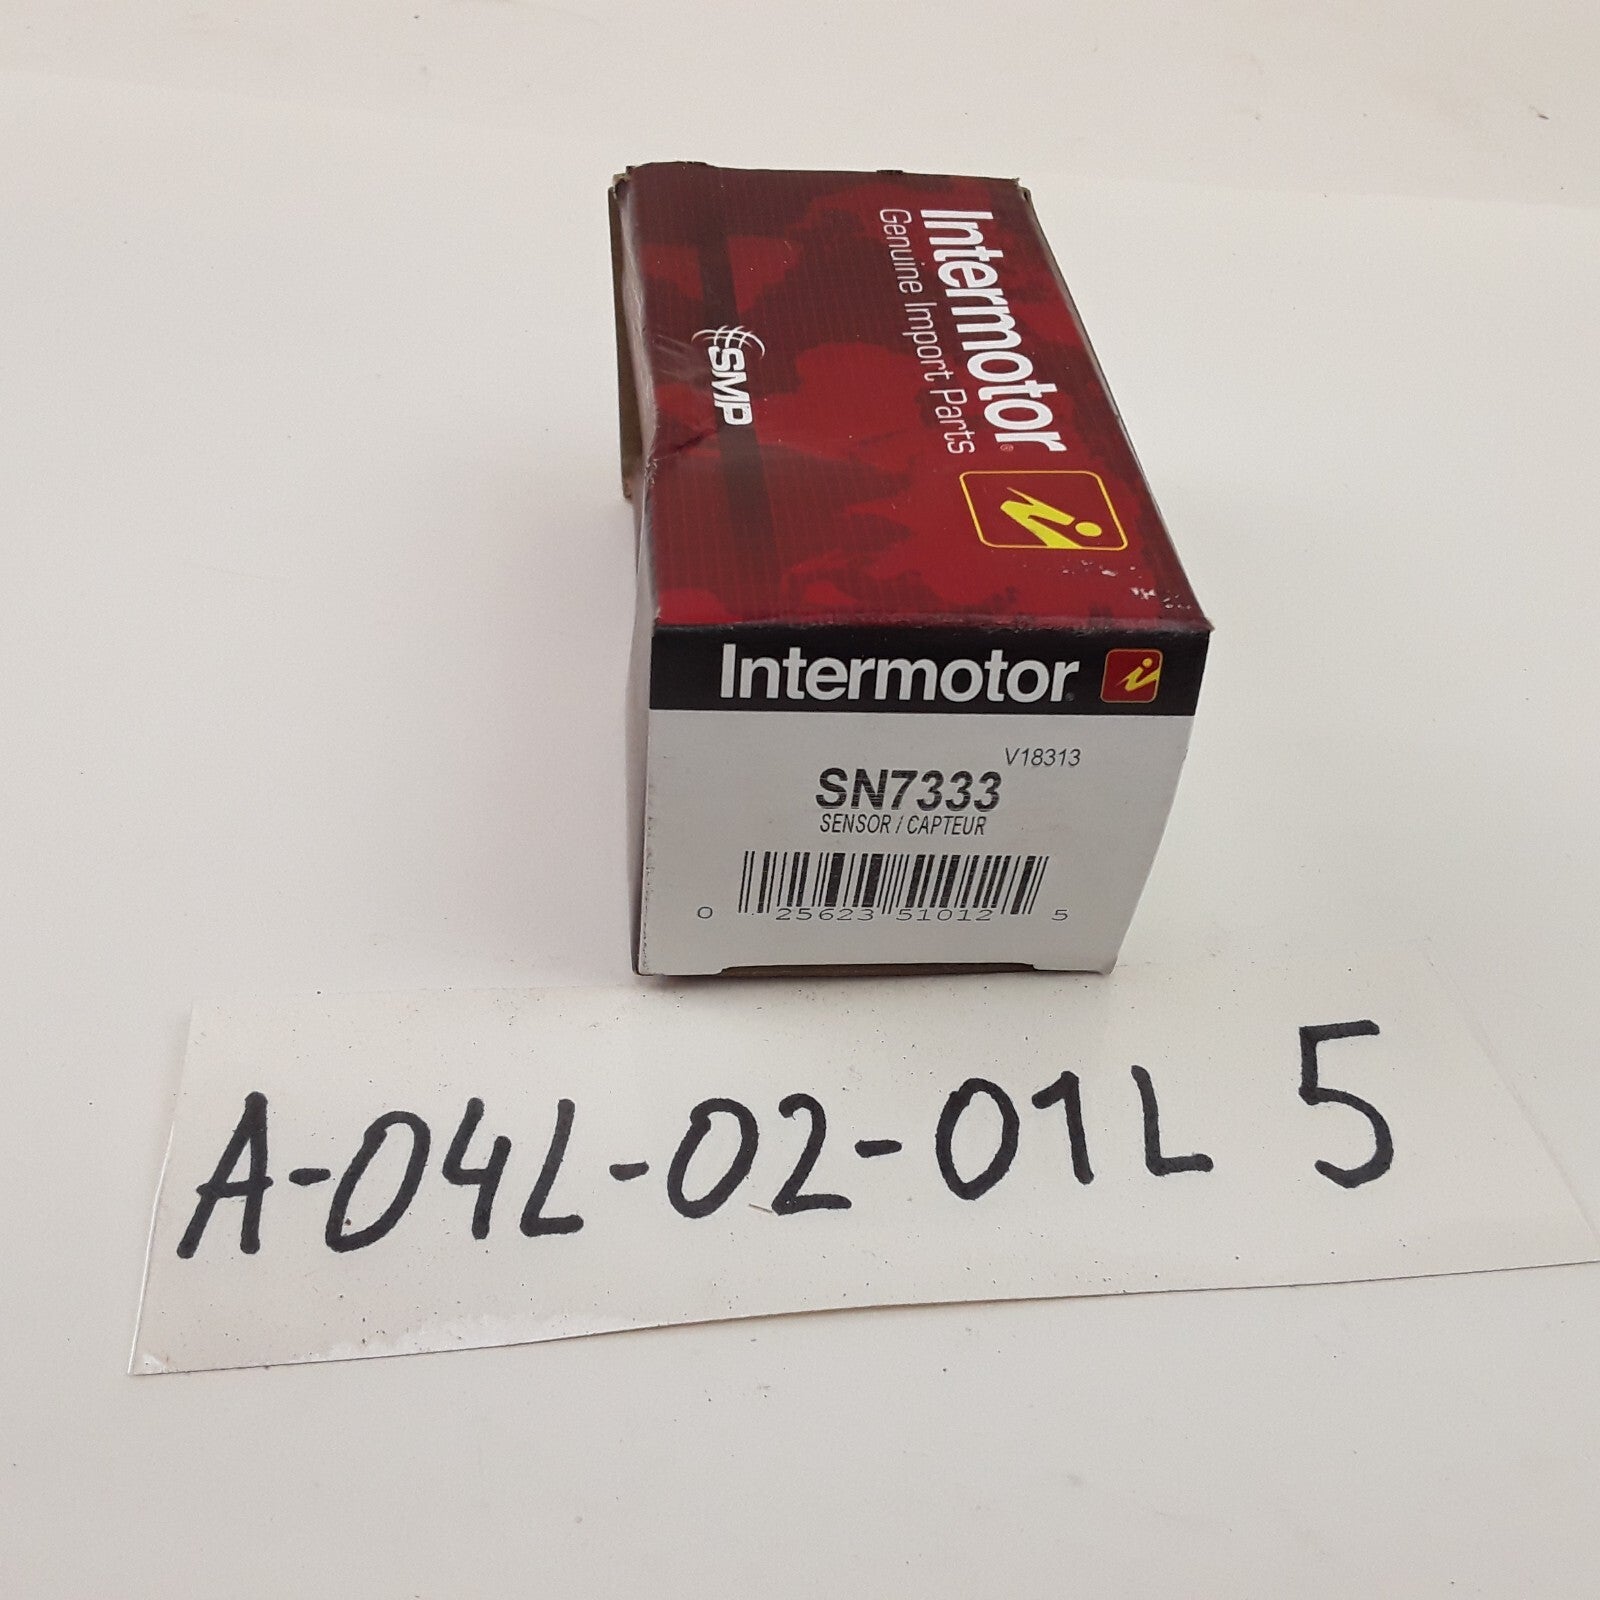 Intermotor®
Genuine Import Parts
SMP
Intermotor
V18313
SN7333
SENSOR / CAPTEUR
0 25623 51012 5
A-04L-02-01L 5